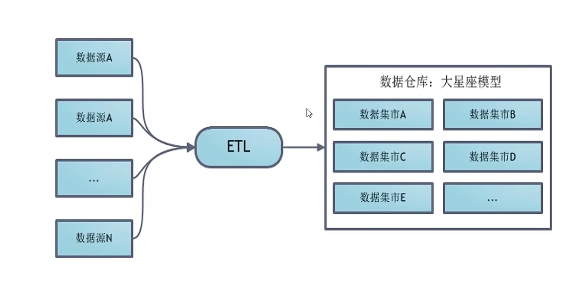 数据源A
数据源A
...
数据源N
ETL
数据仓库：大星座模型
数据集市A
数据集市B
数据集市C
数据集市D
数据集市E
...